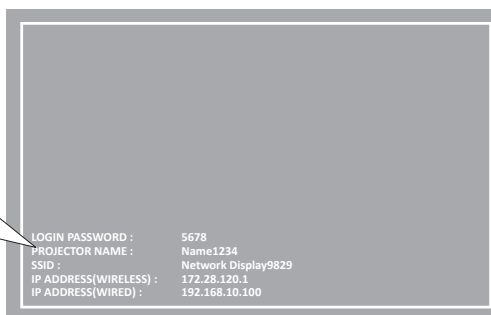 LOGIN PASSWORD : 5678
PROJECTOR NAME : Name1234
SSID : Network Display9829
IP ADDRESS(WIRELESS) : 172.28.120.1
IP ADDRESS(WIRED) : 192.168.10.100